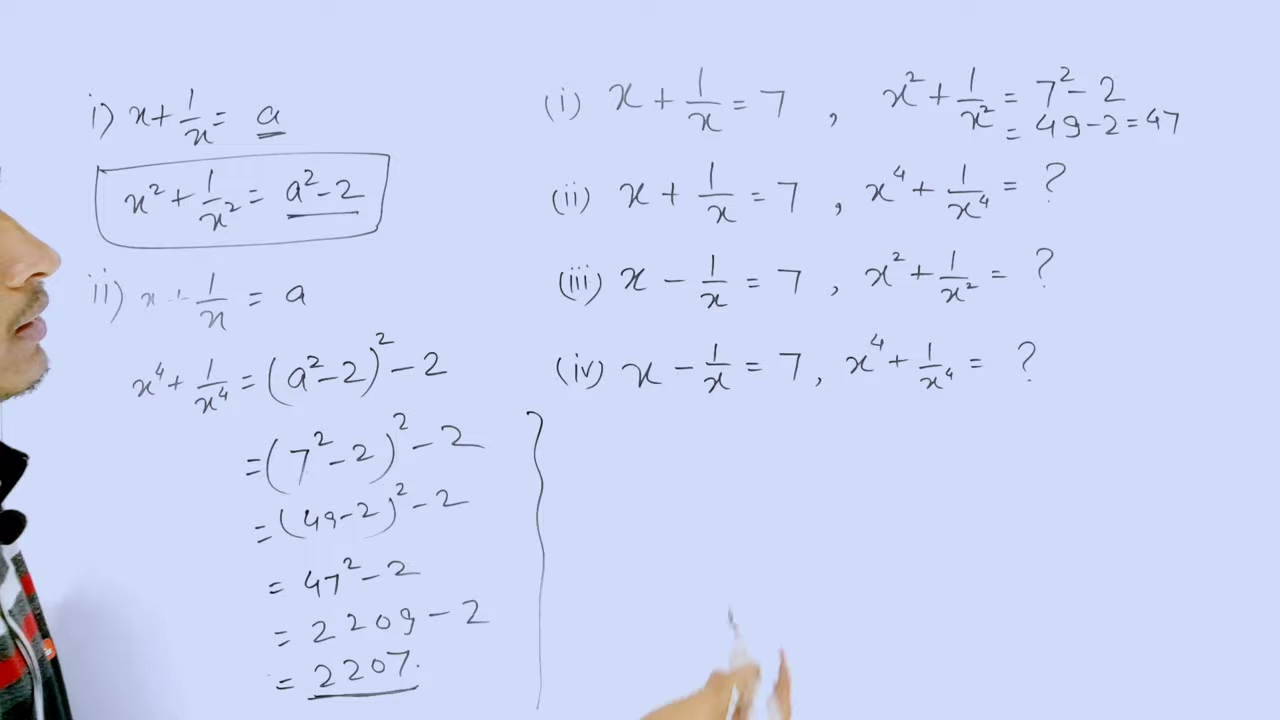 i) x + 1/x = a
x² + 1/x² = a² - 2
ii) x + 1/x = a
x⁴ + 1/x⁴ = (a² - 2)² - 2
= (7² - 2)² - 2
= (49 - 2)² - 2
= 47² - 2
= 2209 - 2
= 2207.
(i) x + 1/x = 7 , x² + 1/x² = 7² - 2
= 49 - 2 = 47
(ii) x + 1/x = 7 , x⁴ + 1/x⁴ = ?
(iii) x - 1/x = 7 , x² + 1/x² = ?
(iv) x - 1/x = 7 , x⁴ + 1/x⁴ = ?